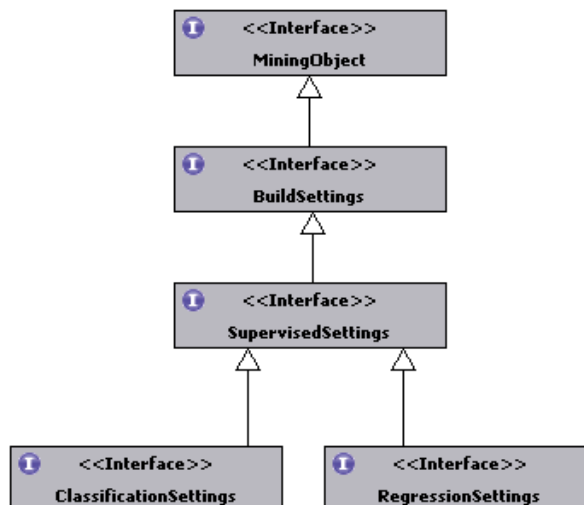 I <<Interface>>
MiningObject
I <<Interface>>
BuildSettings
I <<Interface>>
SupervisedSettings
I <<Interface>>
ClassificationSettings
I <<Interface>>
RegressionSettings